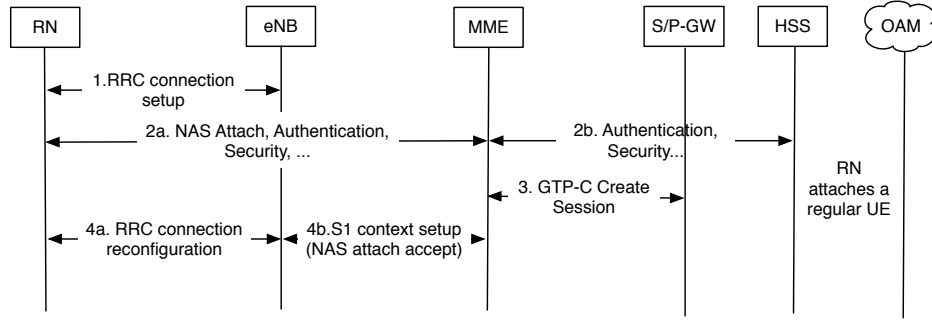 RN
eNB
MME
S/P-GW
HSS
OAM
1.RRC connection
setup
2a. NAS Attach, Authentication,
Security, ...
2b. Authentication,
Security...
3. GTP-C Create
Session
RN
attaches a
regular UE
4a. RRC connection
reconfiguration
4b.S1 context setup
(NAS attach accept)